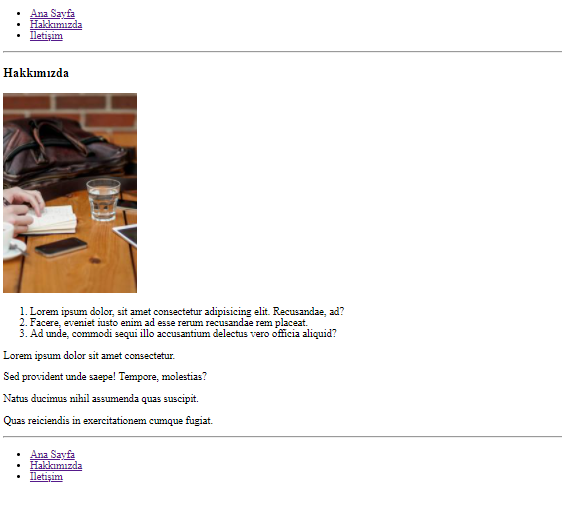 Ana Sayfa
Hakkımızda
İletişim
Hakkımızda
1. Lorem ipsum dolor, sit amet consectetur adipisicing elit. Recusandae, ad?
2. Facere, eveniet iusto enim ad esse rerum recusandae rem placeat.
3. Ad unde, commodi sequi illo accusantium delectus vero officia aliquid?
Lorem ipsum dolor sit amet consectetur.
Sed provident unde saepe! Tempore, molestias?
Natus ducimus nihil assumenda quas suscipit.
Quas reiciendis in exercitationem cumque fugiat.
Ana Sayfa
Hakkımızda
İletişim